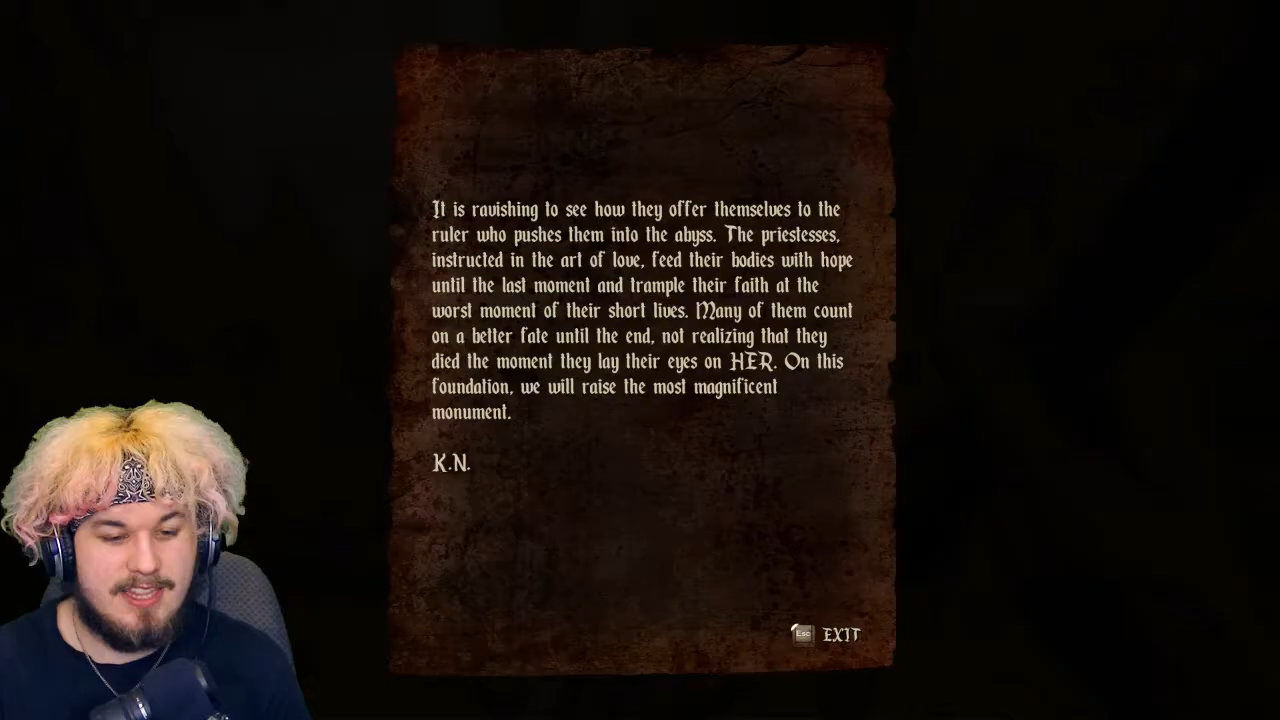 It is ravishing to see how they offer themselves to the
ruler who pushes them into the abyss. The priestesses,
instructed in the art of love, feed their bodies with hope
until the last moment and trample their faith at the
worst moment of their short lives. Many of them count
on a better fate until the end, not realizing that they
died the moment they lay their eyes on HER. On this
foundation, we will raise the most magnificent
monument.
K.N.
Esc EXIT